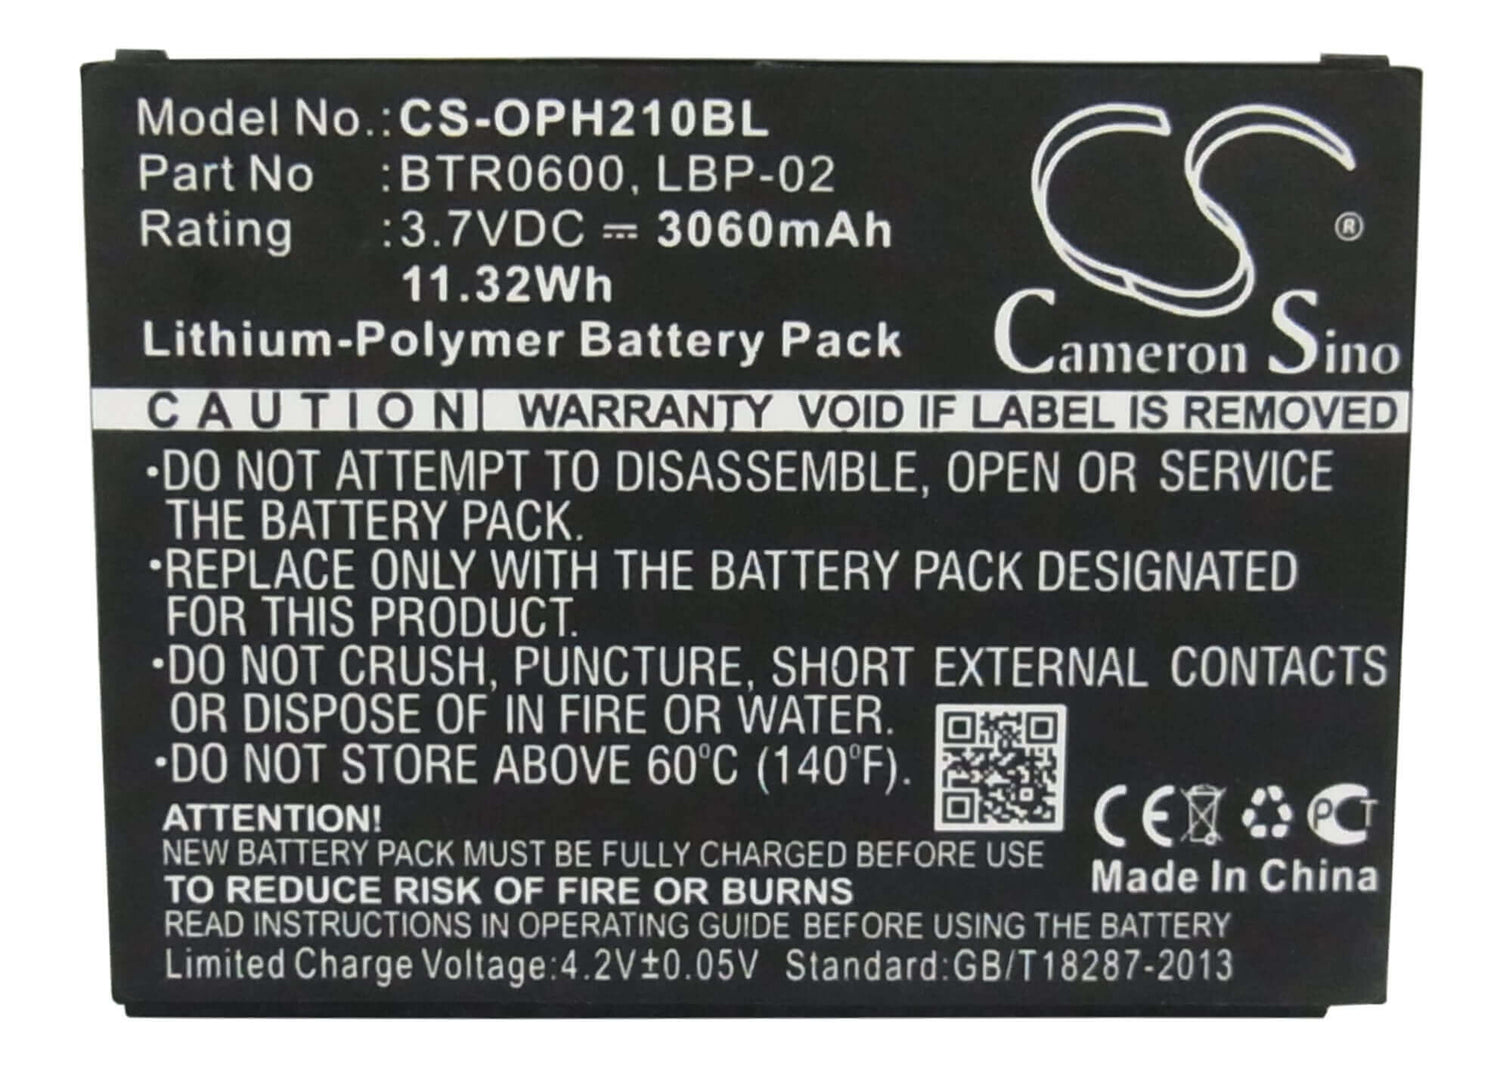 Model No.: CS-OPH210BL
Part No : BTR0600, LBP-02
Rating : 3.7VDC ⎓ 3060mAh
11.32Wh
Lithium-Polymer Battery Pack
CS ®
Cameron Sino
CAUTION WARRANTY VOID IF LABEL IS REMOVED
•DO NOT ATTEMPT TO DISASSEMBLE, OPEN OR SERVICE
THE BATTERY PACK.
•REPLACE ONLY WITH THE BATTERY PACK DESIGNATED
FOR THIS PRODUCT.
•DO NOT CRUSH, PUNCTURE, SHORT EXTERNAL CONTACTS
OR DISPOSE OF IN FIRE OR WATER.
•DO NOT STORE ABOVE 60°C (140°F).
ATTENTION!
NEW BATTERY PACK MUST BE FULLY CHARGED BEFORE USE
TO REDUCE RISK OF FIRE OR BURNS
READ INSTRUCTIONS IN OPERATING GUIDE BEFORE USING THE BATTERY
Limited Charge Voltage:4.2V±0.05V Standard:GB/T18287-2013
CE PCT
Made In China